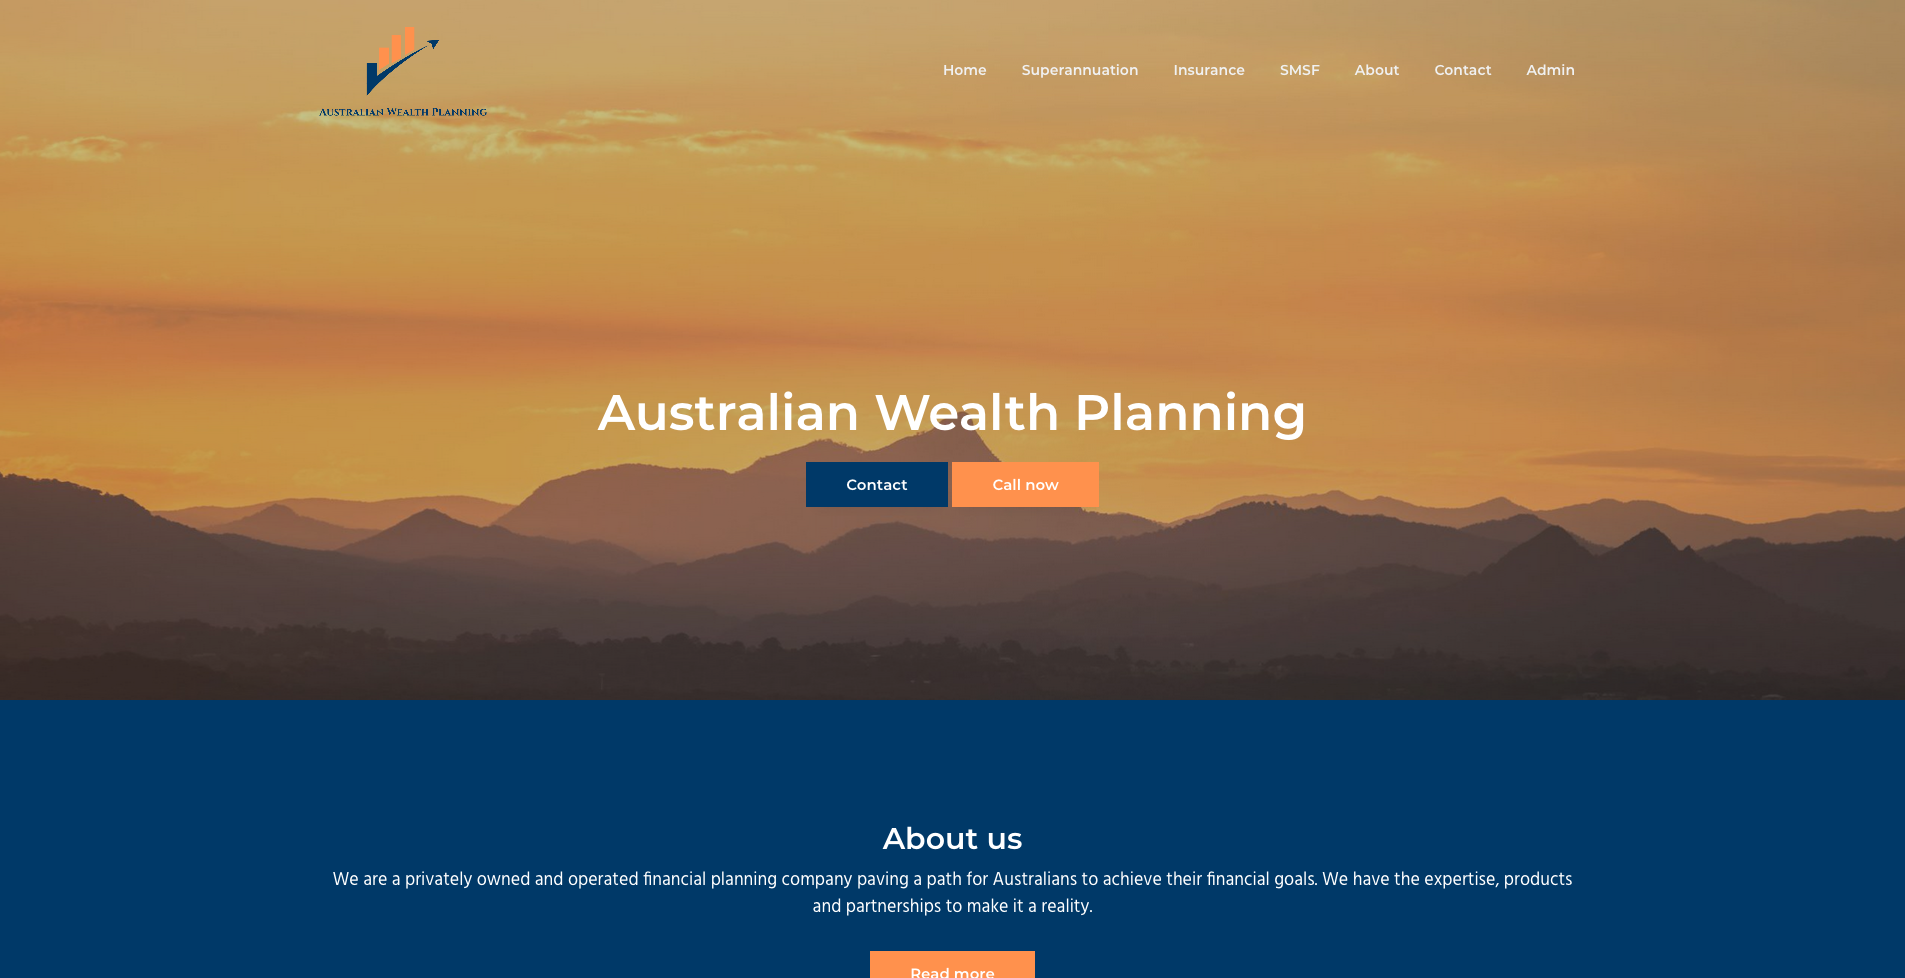 Australian Wealth Planning
Home Superannuation Insurance SMSF About Contact Admin
Australian Wealth Planning
Contact Call now
About us
We are a privately owned and operated financial planning company paving a path for Australians to achieve their financial goals. We have the expertise, products
and partnerships to make it a reality.
Read more